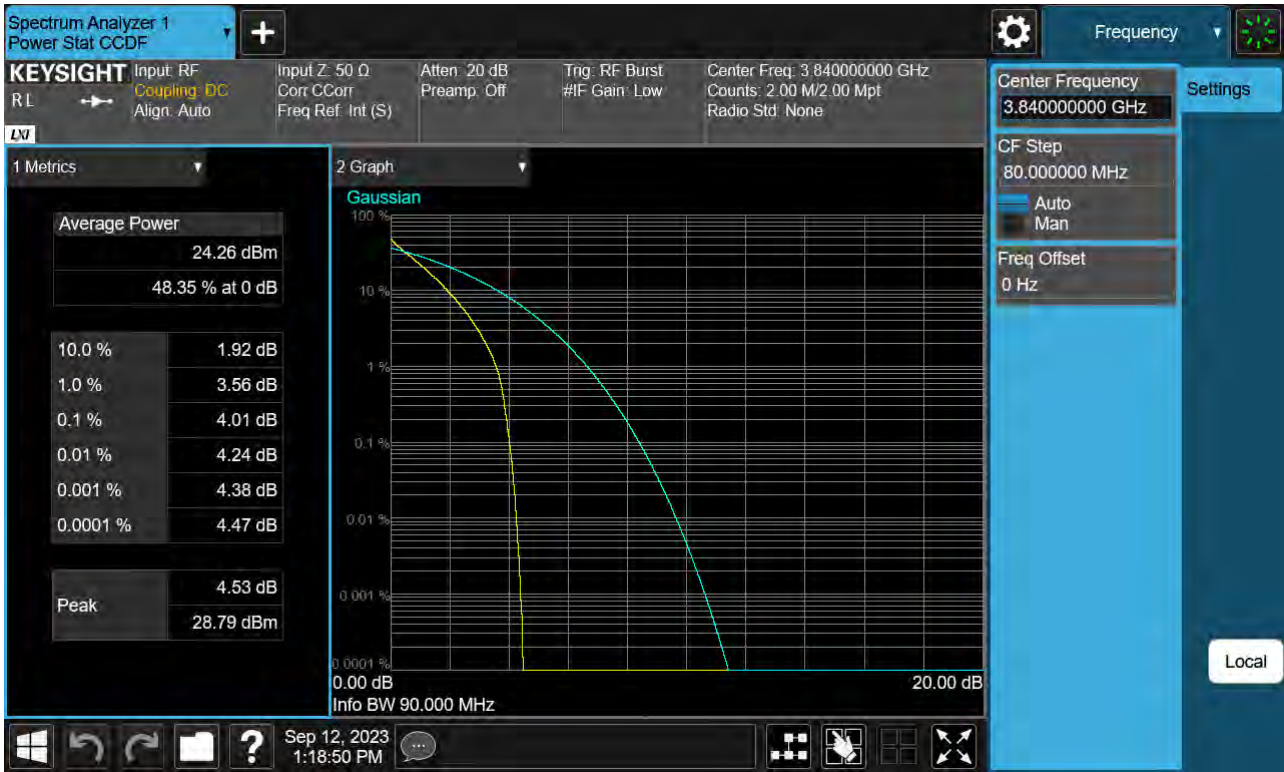 Spectrum Analyzer 1
Power Stat CCDF
Frequency
KEYSIGHT
RL
LXI
Input: RF
Coupling: DC
Align: Auto
Input Z: 50 Ω
Corr CCorr
Freq Ref: Int (S)
Atten: 20 dB
Preamp: Off
Trig: RF Burst
#IF Gain: Low
Center Freq: 3.840000000 GHz
Counts: 2.00 M/2.00 Mpt
Radio Std: None
Center Frequency
3.840000000 GHz
Settings
CF Step
80.000000 MHz
Auto
Man
Freq Offset
0 Hz
1 Metrics
Average Power
24.26 dBm
48.35 % at 0 dB
10.0 % 1.92 dB
1.0 % 3.56 dB
0.1 % 4.01 dB
0.01 % 4.24 dB
0.001 % 4.38 dB
0.0001 % 4.47 dB
Peak
4.53 dB
28.79 dBm
2 Graph
Gaussian
100 %
10 %
1 %
0.1 %
0.01 %
0.001 %
0.0001 %
0.00 dB 20.00 dB
Info BW 90.000 MHz
Local
?
Sep 12, 2023
1:18:50 PM